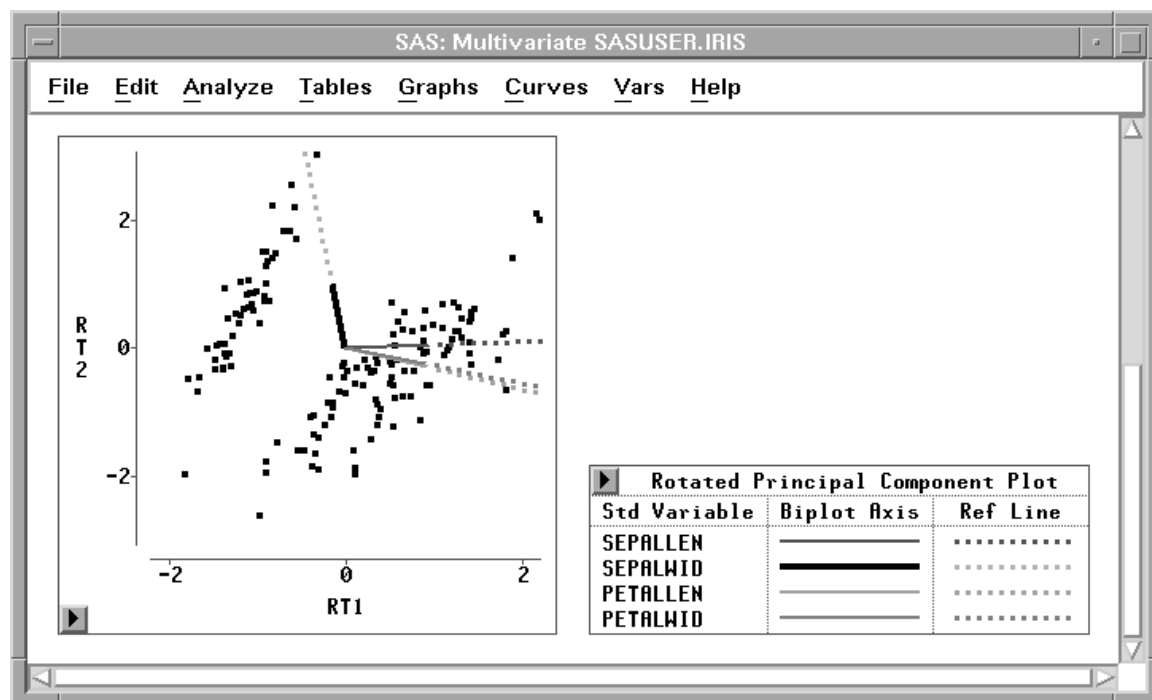 SAS: Multivariate SASUSER.IRIS
File Edit Analyze Tables Graphs Curves Vars Help
2
R
T
2
0
-2
-2 0 2
RT1
Rotated Principal Component Plot
Std Variable Biplot Axis Ref Line
SEPALLEN
SEPALWID
PETALLEN
PETALWID